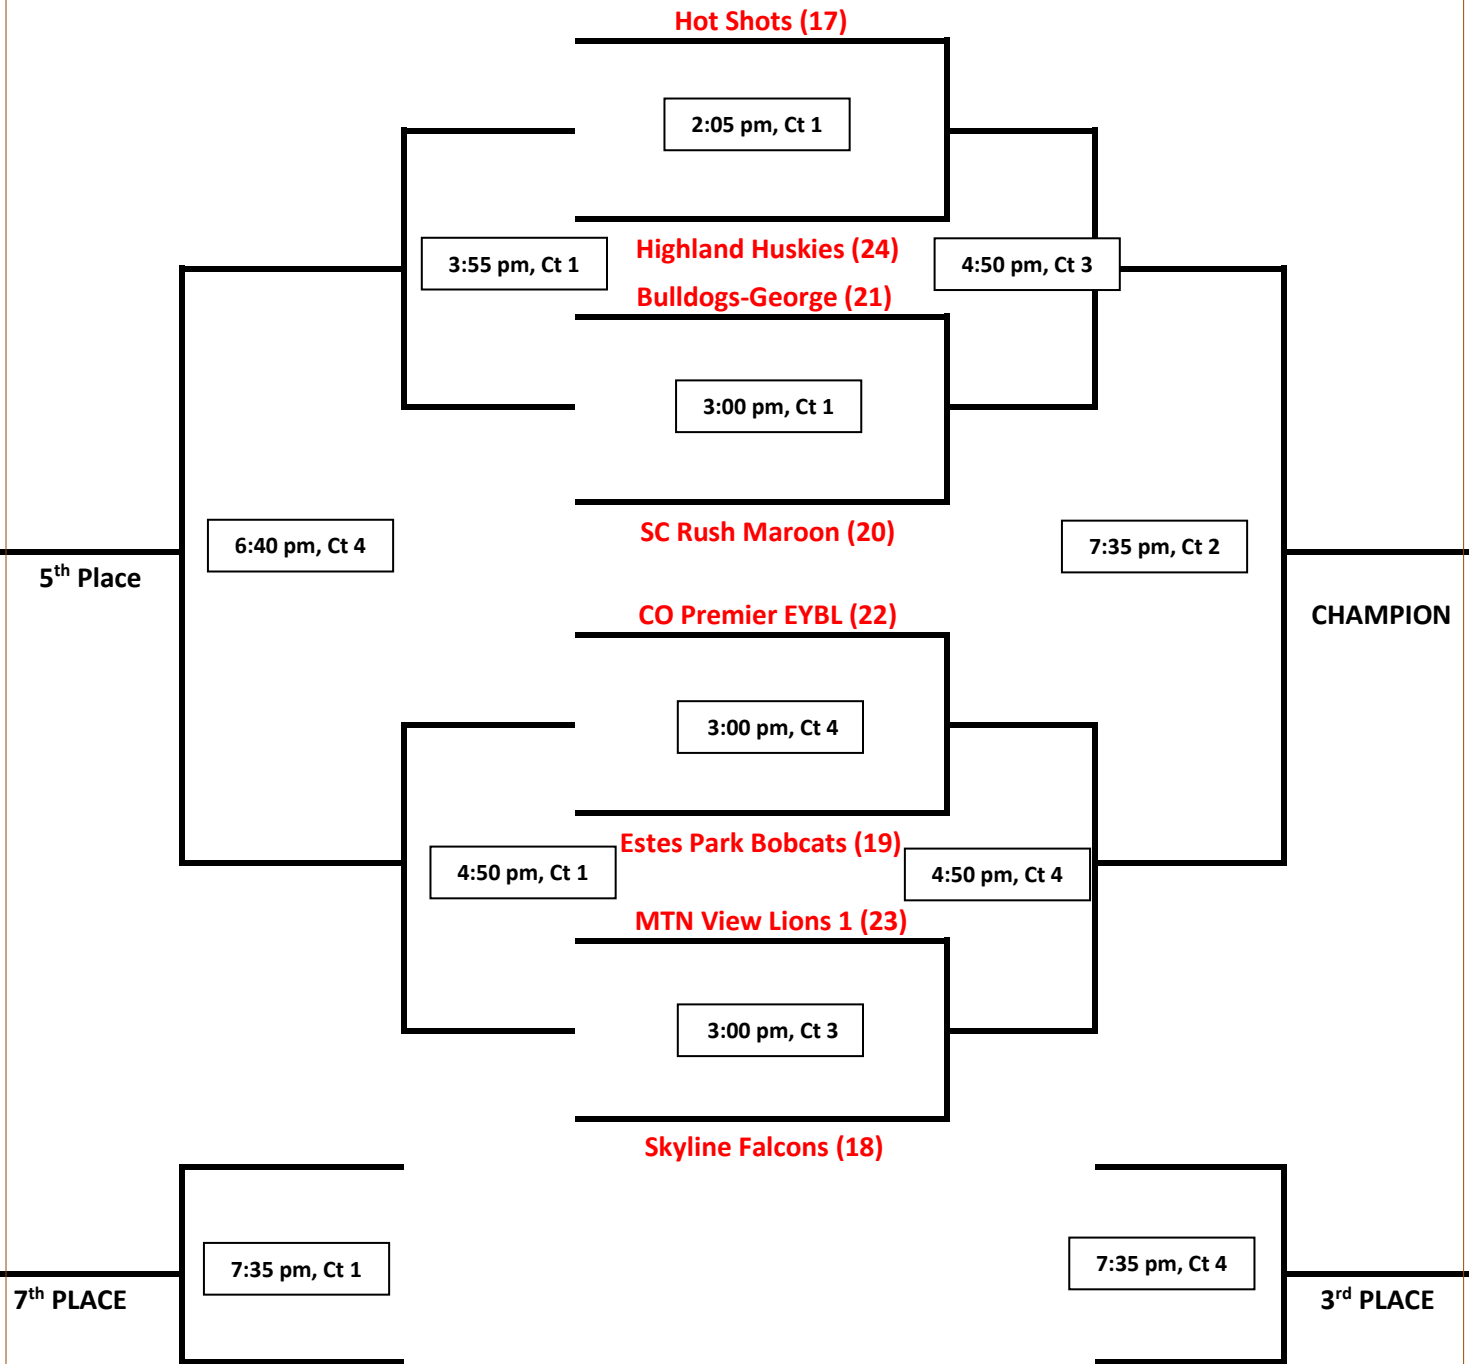 Hot Shots (17)
2:05 pm, Ct 1
Highland Huskies (24)
3:55 pm, Ct 1
4:50 pm, Ct 3
Bulldogs-George (21)
3:00 pm, Ct 1
SC Rush Maroon (20)
6:40 pm, Ct 4
7:35 pm, Ct 2
5th Place
CO Premier EYBL (22)
CHAMPION
3:00 pm, Ct 4
Estes Park Bobcats (19)
4:50 pm, Ct 1
4:50 pm, Ct 4
MTN View Lions 1 (23)
3:00 pm, Ct 3
Skyline Falcons (18)
7:35 pm, Ct 1
7:35 pm, Ct 4
7th PLACE
3rd PLACE